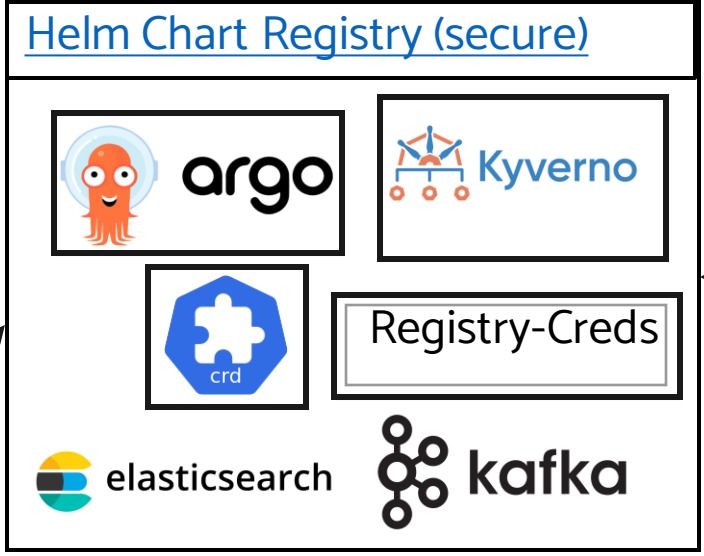 Helm Chart Registry (secure)
argo
Kyverno
crd
Registry-Creds
elasticsearch
kafka